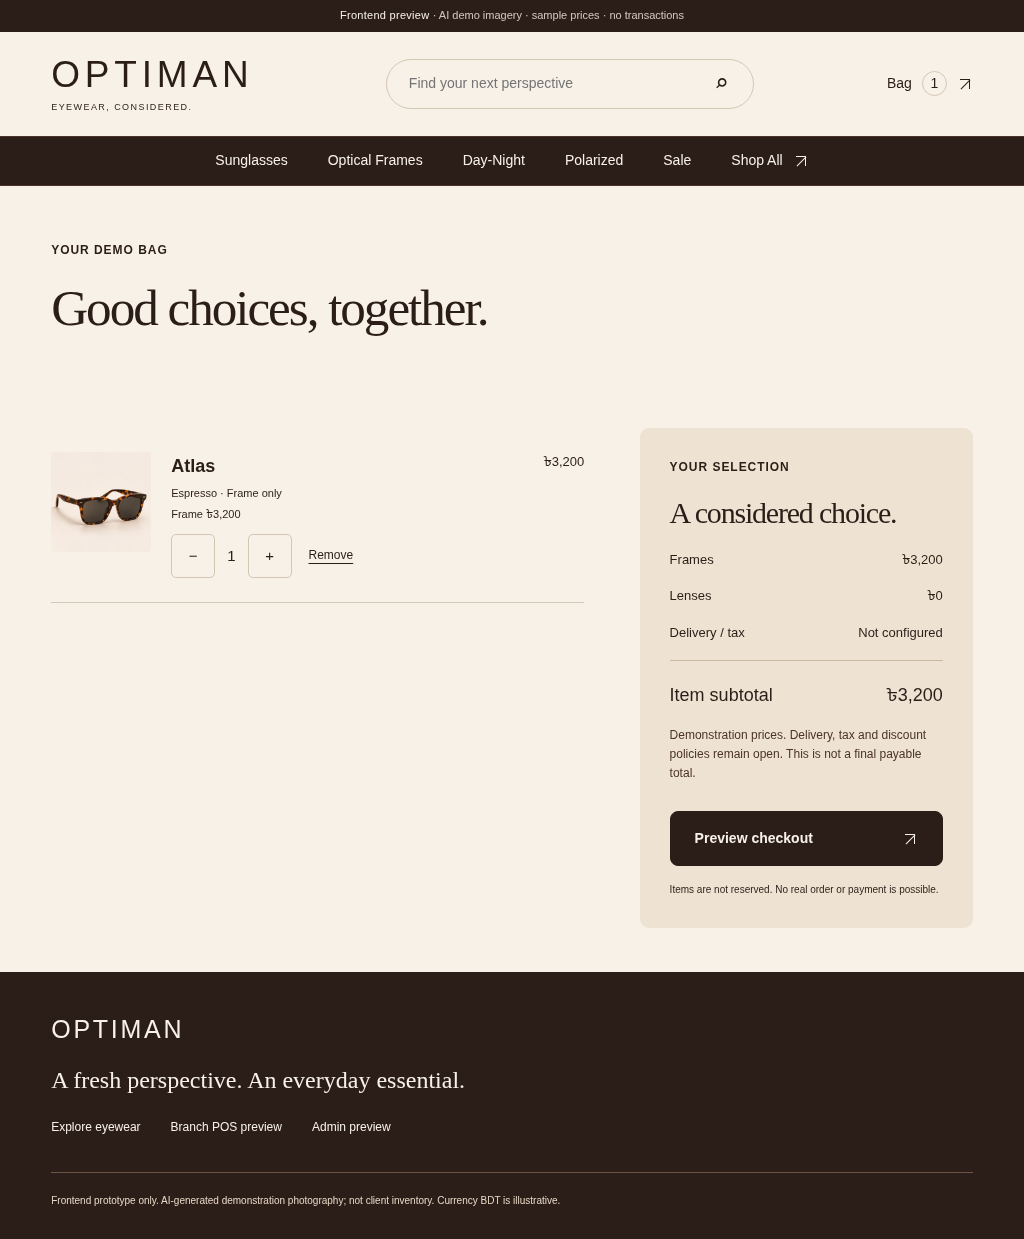 Frontend preview · AI demo imagery · sample prices · no transactions
OPTIMAN
EYEWEAR, CONSIDERED.
Find your next perspective
Bag 1
Sunglasses Optical Frames Day-Night Polarized Sale Shop All
YOUR DEMO BAG
Good choices, together.
Atlas
৳3,200
Espresso · Frame only
Frame ৳3,200
− 1 + Remove
YOUR SELECTION
A considered choice.
Frames ৳3,200
Lenses ৳0
Delivery / tax Not configured
Item subtotal ৳3,200
Demonstration prices. Delivery, tax and discount
policies remain open. This is not a final payable
total.
Preview checkout
Items are not reserved. No real order or payment is possible.
OPTIMAN
A fresh perspective. An everyday essential.
Explore eyewear Branch POS preview Admin preview
Frontend prototype only. AI-generated demonstration photography; not client inventory. Currency BDT is illustrative.